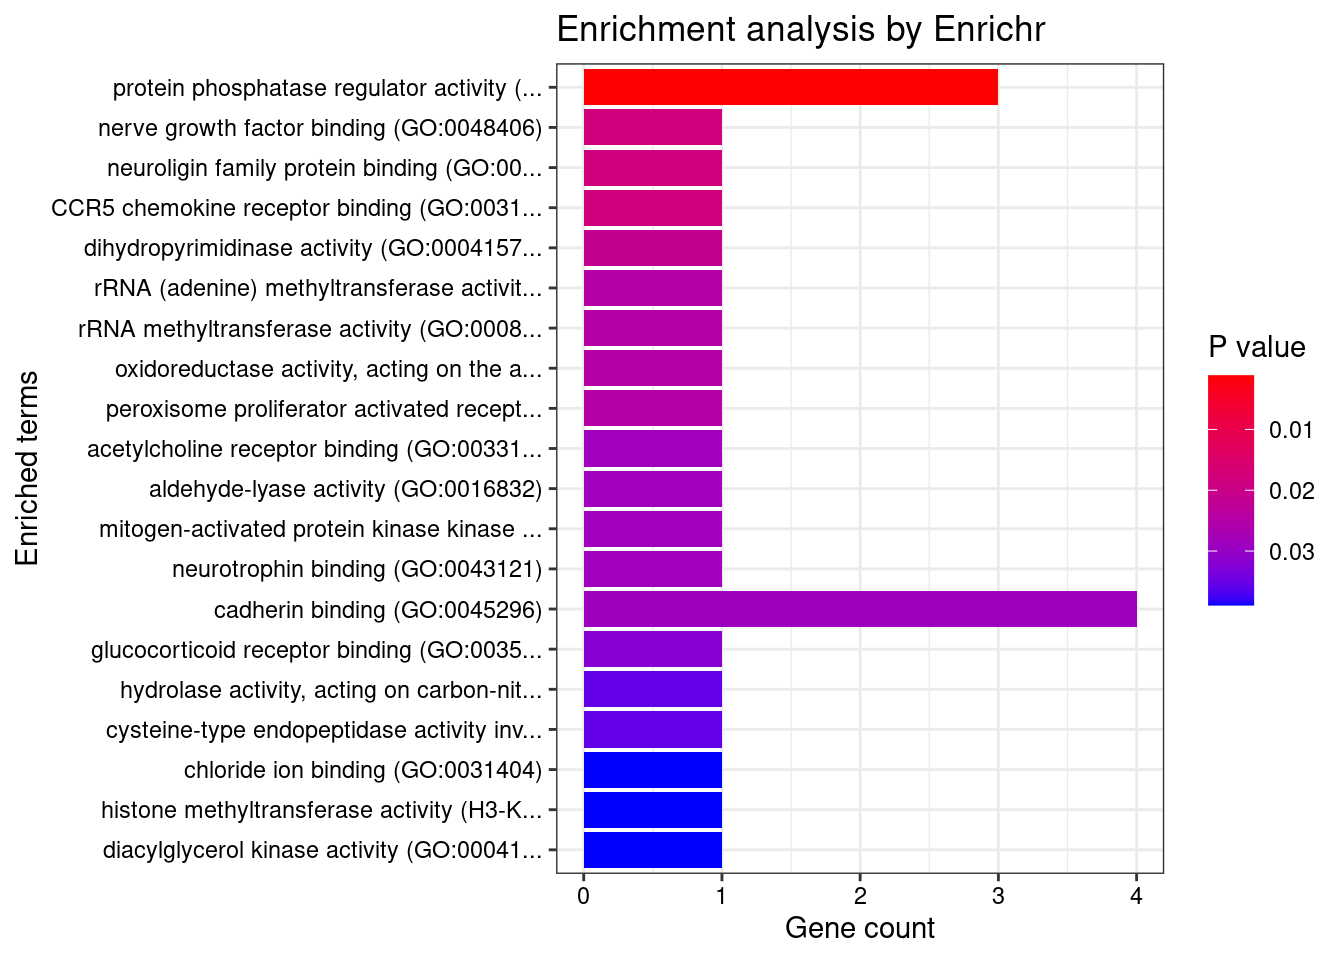 Enrichment analysis by Enrichr
protein phosphatase regulator activity (...
nerve growth factor binding (GO:0048406)
neuroligin family protein binding (GO:00...
CCR5 chemokine receptor binding (GO:0031...
dihydropyrimidinase activity (GO:0004157...
rRNA (adenine) methyltransferase activit...
rRNA methyltransferase activity (GO:0008...
oxidoreductase activity, acting on the a...
peroxisome proliferator activated recept...
acetylcholine receptor binding (GO:00331...
aldehyde-lyase activity (GO:0016832)
mitogen-activated protein kinase kinase ...
neurotrophin binding (GO:0043121)
cadherin binding (GO:0045296)
glucocorticoid receptor binding (GO:0035...
hydrolase activity, acting on carbon-nit...
cysteine-type endopeptidase activity inv...
chloride ion binding (GO:0031404)
histone methyltransferase activity (H3-K...
diacylglycerol kinase activity (GO:00041...
Enriched terms
0 1 2 3 4
Gene count
P value
0.01
0.02
0.03